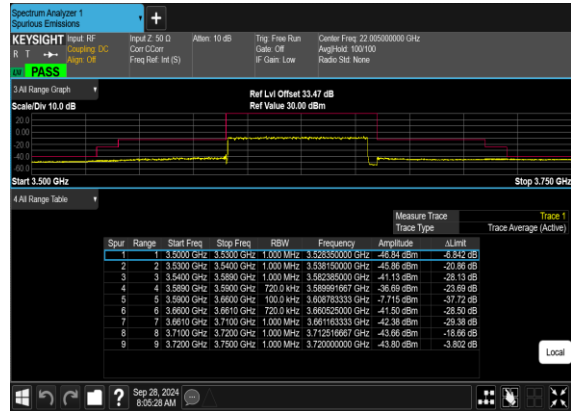 Spectrum Analyzer 1
Spurious Emissions
+
KEYSIGHT Input: RF Input Z: 50 Ω Atten: 10 dB Trig: Free Run Center Freq: 22.005000000 GHz
R T Coupling: DC Corr CCorr Gate: Off Avg|Hold: 100/100
Align: Off Freq Ref: Int (S) IF Gain: Low Radio Std: None
LXI PASS
3 All Range Graph Ref Lvl Offset 33.47 dB
Scale/Div 10.0 dB Ref Value 30.00 dBm
20.0
0.00
-20.0
-40.0
-60.0
Start 3.500 GHz Stop 3.750 GHz
4 All Range Table
Measure Trace Trace 1
Trace Type Trace Average (Active)
Spur Range Start Freq Stop Freq RBW Frequency Amplitude ΔLimit
1 1 3.5000 GHz 3.5300 GHz 1.000 MHz 3.528350000 GHz -46.84 dBm -6.842 dB
2 2 3.5300 GHz 3.5400 GHz 1.000 MHz 3.538150000 GHz -45.86 dBm -20.86 dB
3 3 3.5400 GHz 3.5890 GHz 1.000 MHz 3.582385000 GHz -41.13 dBm -28.13 dB
4 4 3.5890 GHz 3.5900 GHz 720.0 kHz 3.589991667 GHz -36.69 dBm -23.69 dB
5 5 3.5900 GHz 3.6600 GHz 100.0 kHz 3.608783333 GHz -7.715 dBm -37.72 dB
6 6 3.6600 GHz 3.6610 GHz 720.0 kHz 3.660525000 GHz -41.50 dBm -28.50 dB
7 7 3.6610 GHz 3.7100 GHz 1.000 MHz 3.661163333 GHz -42.38 dBm -29.38 dB
8 8 3.7100 GHz 3.7200 GHz 1.000 MHz 3.712516667 GHz -43.66 dBm -18.66 dB
9 9 3.7200 GHz 3.7500 GHz 1.000 MHz 3.720000000 GHz -43.80 dBm -3.802 dB
Local
? Sep 28, 2024
8:05:28 AM